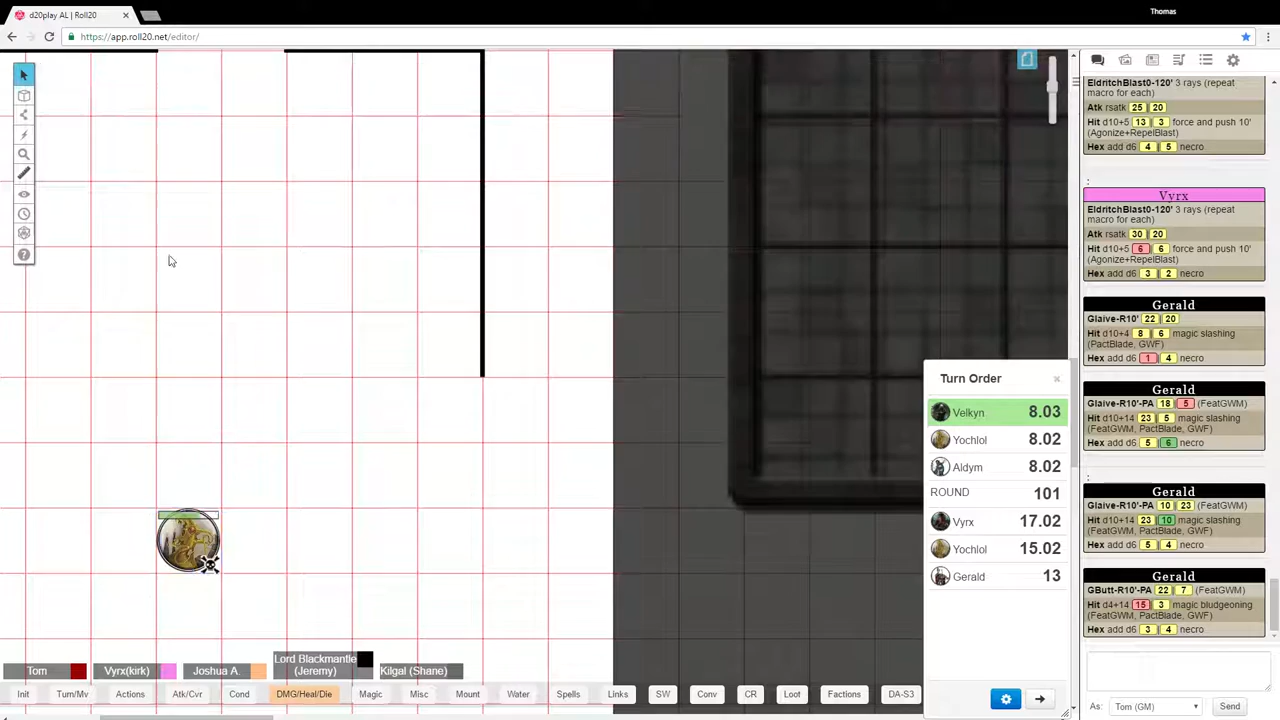 d20play AL | Roll20
Thomas
https://app.roll20.net/editor/
EldritchBlast0-120' 3 rays (repeat
macro for each)
Atk rsatk 25 | 20
Hit d10+5 13 | 3 force and push 10'
(Agonize+RepelBlast)
Hex add d6 4 | 5 necro
:
Vyrx
EldritchBlast0-120' 3 rays (repeat
macro for each)
Atk rsatk 30 | 20
Hit d10+5 6 | 6 force and push 10'
(Agonize+RepelBlast)
Hex add d6 3 | 2 necro
Gerald
Glaive-R10' 22 | 20
Hit d10+4 8 | 6 magic slashing
(PactBlade, GWF)
Hex add d6 1 | 4 necro
Gerald
Glaive-R10'-PA 18 | 5 (FeatGWM)
Hit d10+14 23 | 5 magic slashing
(FeatGWM, PactBlade, GWF)
Hex add d6 5 | 6 necro
:
Gerald
Glaive-R10'-PA 10 | 23 (FeatGWM)
Hit d10+14 23 | 10 magic slashing
(FeatGWM, PactBlade, GWF)
Hex add d6 5 | 4 necro
Gerald
GButt-R10'-PA 22 | 7 (FeatGWM)
Hit d4+14 15 | 3 magic bludgeoning
(FeatGWM, PactBlade, GWF)
Hex add d6 3 | 4 necro
Turn Order ×
Velkyn 8.03
Yochlol 8.02
Aldym 8.02
ROUND 101
Vyrx 17.02
Yochlol 15.02
Gerald 13
Tom
Vyrx(kirk)
Joshua A.
Lord Blackmantle
(Jeremy)
Kilgal (Shane)
Init Turn/Mv Actions Atk/Cvr Cond DMG/Heal/Die Magic Misc Mount Water Spells Links SW Conv CR Loot Factions DA-S3
As: Tom (GM) Send